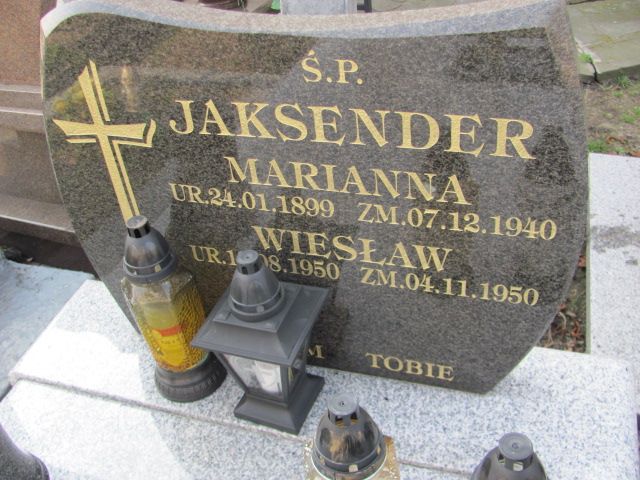 Ś.P.
JAKSENDER
MARIANNA
UR.24.01.1899 ZM.07.12.1940
WIESŁAW
ZM.04.11.1950
TOBIE